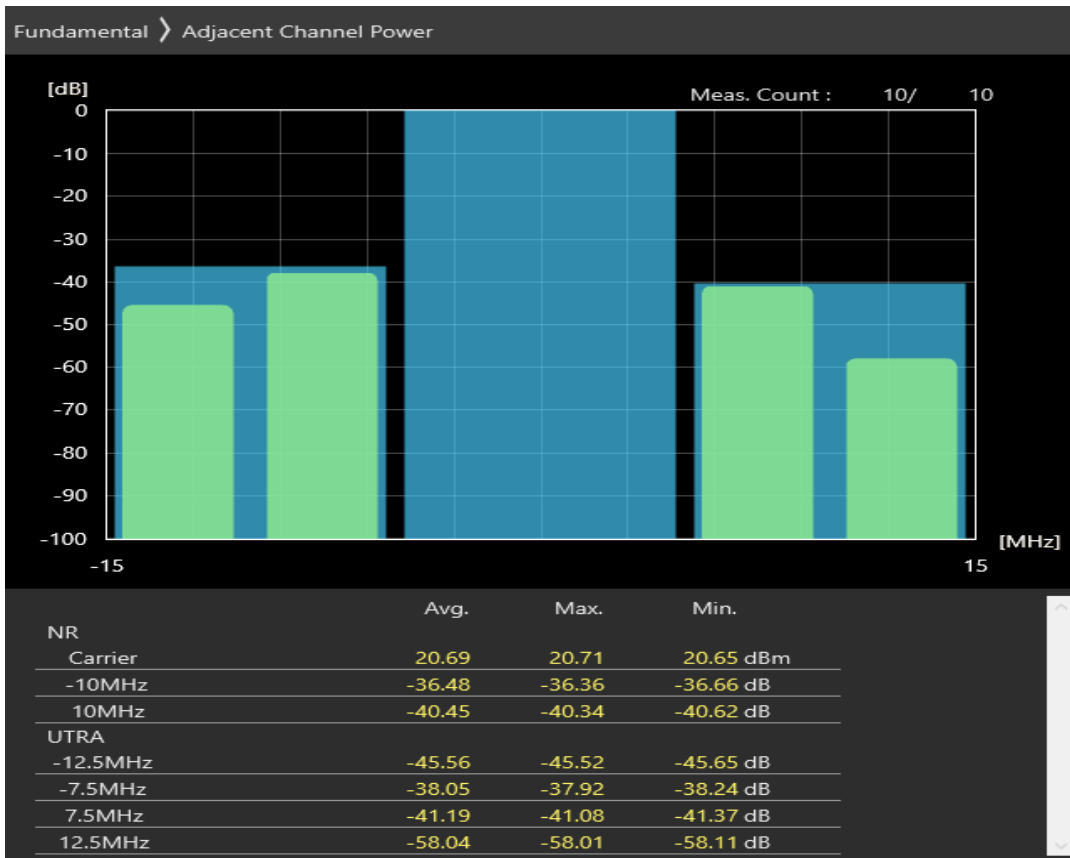 Fundamental 〉 Adjacent Channel Power
[dB]
Meas. Count : 10/ 10
0
-10
-20
-30
-40
-50
-60
-70
-80
-90
-100
[MHz]
-15 15
Avg. Max. Min.
NR
Carrier 20.69 20.71 20.65 dBm
-10MHz -36.48 -36.36 -36.66 dB
10MHz -40.45 -40.34 -40.62 dB
UTRA
-12.5MHz -45.56 -45.52 -45.65 dB
-7.5MHz -38.05 -37.92 -38.24 dB
7.5MHz -41.19 -41.08 -41.37 dB
12.5MHz -58.04 -58.01 -58.11 dB